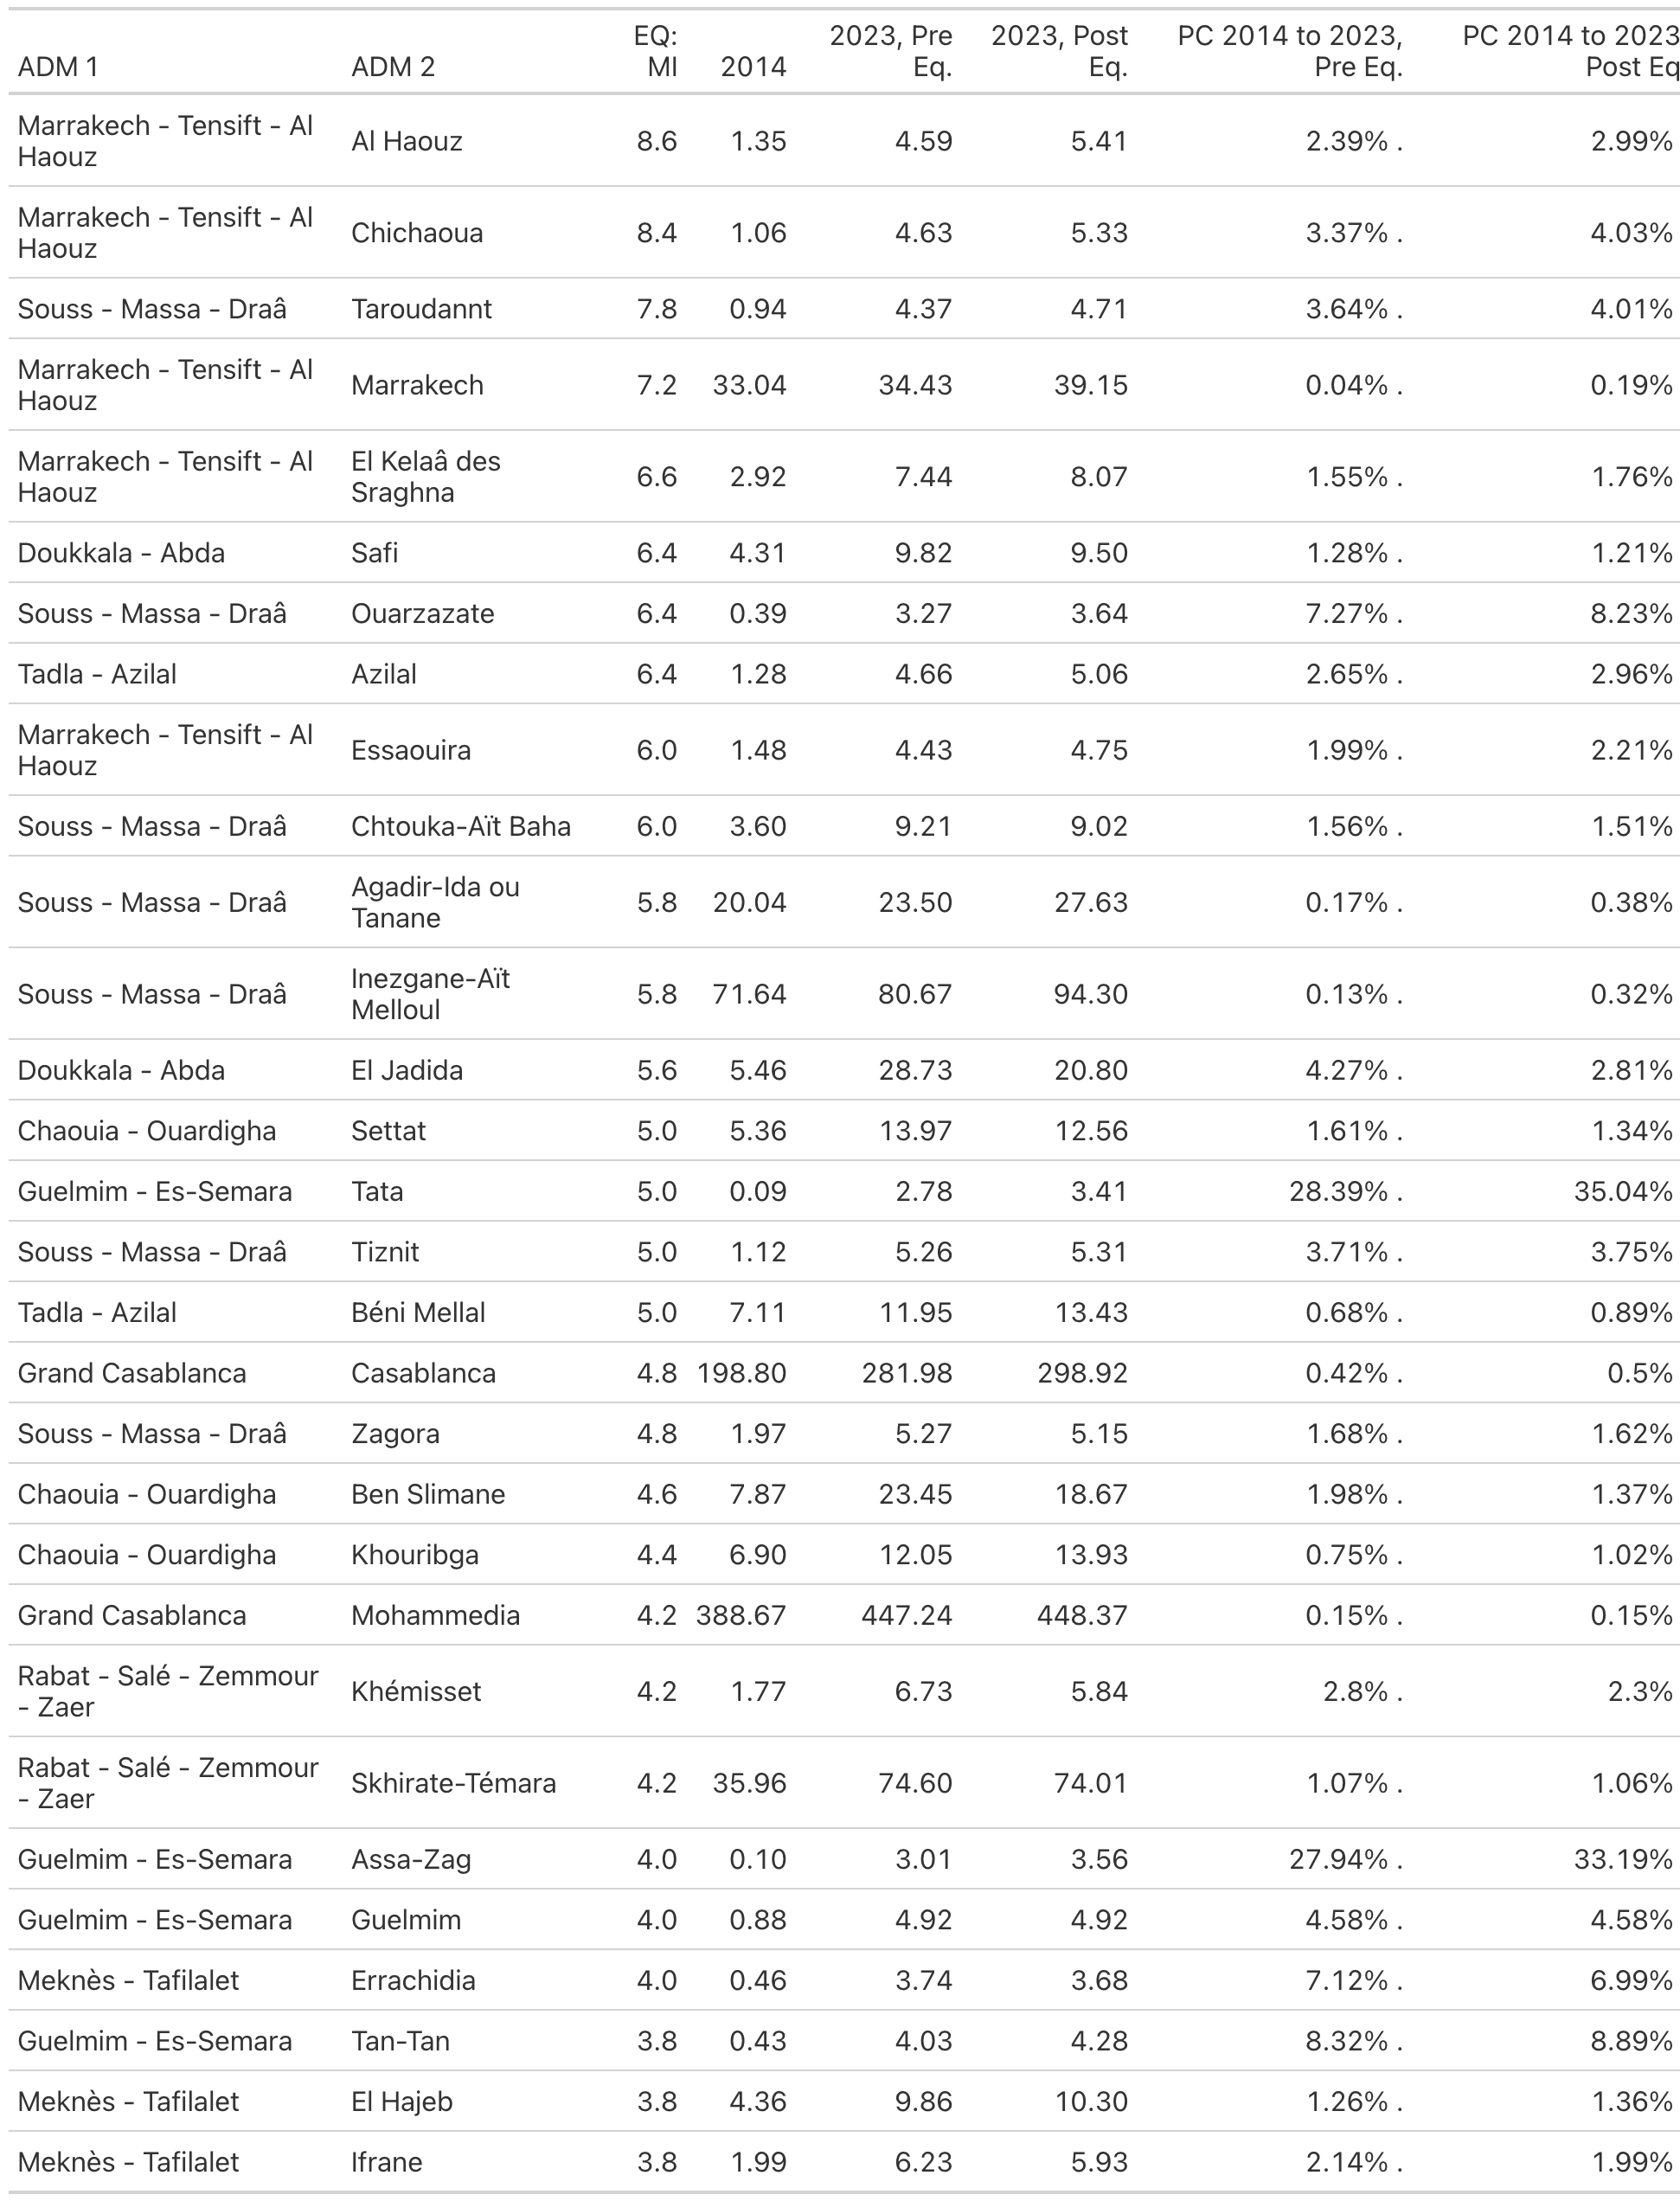 ADM 1 ADM 2 EQ: MI 2014 2023, Pre Eq. 2023, Post Eq. PC 2014 to 2023, Pre Eq. PC 2014 to 2023 Post Eq
Marrakech - Tensift - Al Haouz Al Haouz 8.6 1.35 4.59 5.41 2.39% . 2.99%
Marrakech - Tensift - Al Haouz Chichaoua 8.4 1.06 4.63 5.33 3.37% . 4.03%
Souss - Massa - Draâ Taroudannt 7.8 0.94 4.37 4.71 3.64% . 4.01%
Marrakech - Tensift - Al Haouz Marrakech 7.2 33.04 34.43 39.15 0.04% . 0.19%
Marrakech - Tensift - Al Haouz El Kelaâ des Sraghna 6.6 2.92 7.44 8.07 1.55% . 1.76%
Doukkala - Abda Safi 6.4 4.31 9.82 9.50 1.28% . 1.21%
Souss - Massa - Draâ Ouarzazate 6.4 0.39 3.27 3.64 7.27% . 8.23%
Tadla - Azilal Azilal 6.4 1.28 4.66 5.06 2.65% . 2.96%
Marrakech - Tensift - Al Haouz Essaouira 6.0 1.48 4.43 4.75 1.99% . 2.21%
Souss - Massa - Draâ Chtouka-Aït Baha 6.0 3.60 9.21 9.02 1.56% . 1.51%
Souss - Massa - Draâ Agadir-Ida ou Tanane 5.8 20.04 23.50 27.63 0.17% . 0.38%
Souss - Massa - Draâ Inezgane-Aït Melloul 5.8 71.64 80.67 94.30 0.13% . 0.32%
Doukkala - Abda El Jadida 5.6 5.46 28.73 20.80 4.27% . 2.81%
Chaouia - Ouardigha Settat 5.0 5.36 13.97 12.56 1.61% . 1.34%
Guelmim - Es-Semara Tata 5.0 0.09 2.78 3.41 28.39% . 35.04%
Souss - Massa - Draâ Tiznit 5.0 1.12 5.26 5.31 3.71% . 3.75%
Tadla - Azilal Béni Mellal 5.0 7.11 11.95 13.43 0.68% . 0.89%
Grand Casablanca Casablanca 4.8 198.80 281.98 298.92 0.42% . 0.5%
Souss - Massa - Draâ Zagora 4.8 1.97 5.27 5.15 1.68% . 1.62%
Chaouia - Ouardigha Ben Slimane 4.6 7.87 23.45 18.67 1.98% . 1.37%
Chaouia - Ouardigha Khouribga 4.4 6.90 12.05 13.93 0.75% . 1.02%
Grand Casablanca Mohammedia 4.2 388.67 447.24 448.37 0.15% . 0.15%
Rabat - Salé - Zemmour - Zaer Khémisset 4.2 1.77 6.73 5.84 2.8% . 2.3%
Rabat - Salé - Zemmour - Zaer Skhirate-Témara 4.2 35.96 74.60 74.01 1.07% . 1.06%
Guelmim - Es-Semara Assa-Zag 4.0 0.10 3.01 3.56 27.94% . 33.19%
Guelmim - Es-Semara Guelmim 4.0 0.88 4.92 4.92 4.58% . 4.58%
Meknès - Tafilalet Errachidia 4.0 0.46 3.74 3.68 7.12% . 6.99%
Guelmim - Es-Semara Tan-Tan 3.8 0.43 4.03 4.28 8.32% . 8.89%
Meknès - Tafilalet El Hajeb 3.8 4.36 9.86 10.30 1.26% . 1.36%
Meknès - Tafilalet Ifrane 3.8 1.99 6.23 5.93 2.14% . 1.99%